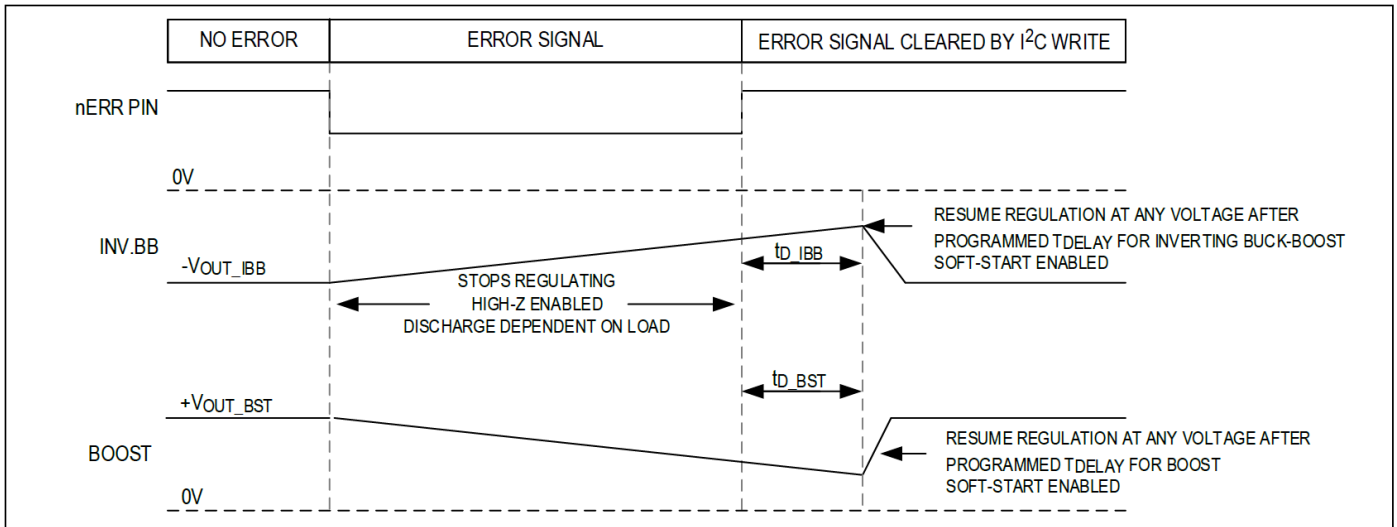 NO ERROR
ERROR SIGNAL
ERROR SIGNAL CLEARED BY I²C WRITE
nERR PIN
0V
INV.BB
-VOUT_IBB
STOPS REGULATING
HIGH-Z ENABLED
DISCHARGE DEPENDENT ON LOAD
tD_IBB
RESUME REGULATION AT ANY VOLTAGE AFTER
PROGRAMMED TDELAY FOR INVERTING BUCK-BOOST
SOFT-START ENABLED
tD_BST
+VOUT_BST
BOOST
RESUME REGULATION AT ANY VOLTAGE AFTER
PROGRAMMED TDELAY FOR BOOST
SOFT-START ENABLED
0V